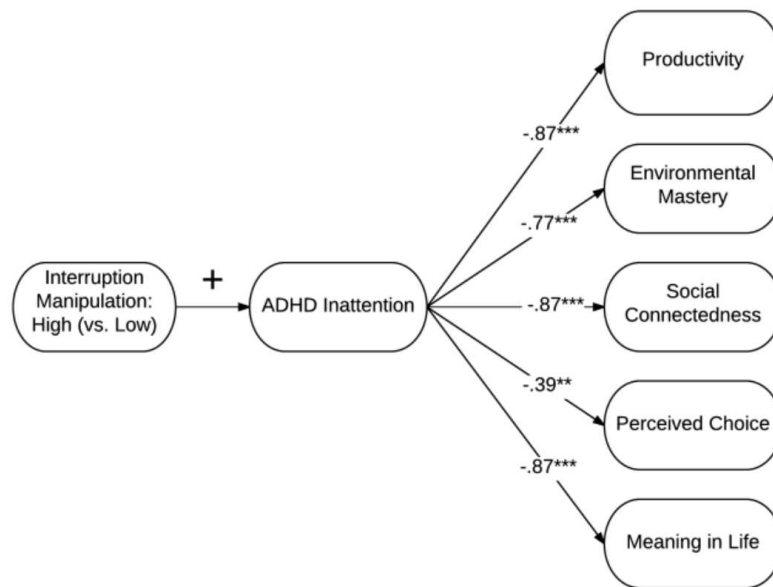 Productivity
-.87***
Environmental
Mastery
-.77***
Interruption
Manipulation:
High (vs. Low)
+
ADHD Inattention
-.87***
Social
Connectedness
-.39**
Perceived Choice
-.87***
Meaning in Life